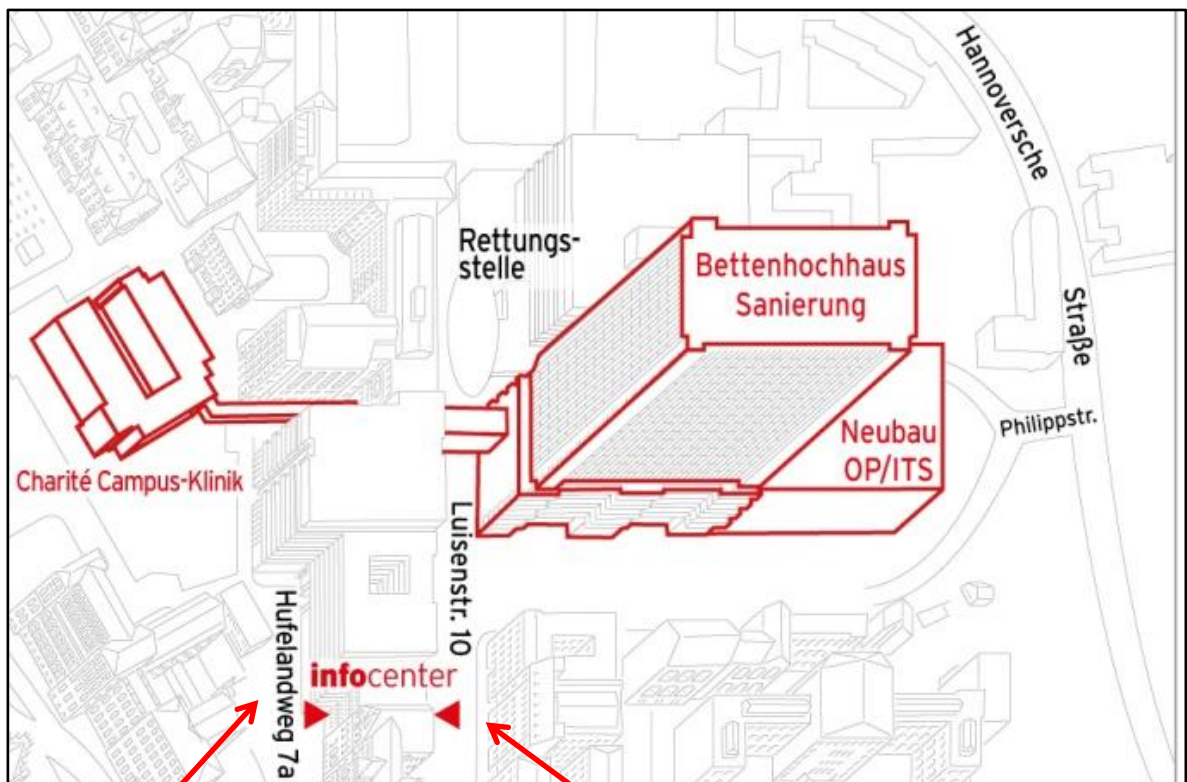 Hannoversche
Straße
Rettungs-
stelle
Bettenhochhaus
Sanierung
Neubau
OP/ITS
Philippstr.
Charité Campus-Klinik
Luisenstr. 10
Hufelandweg 7a
infocenter